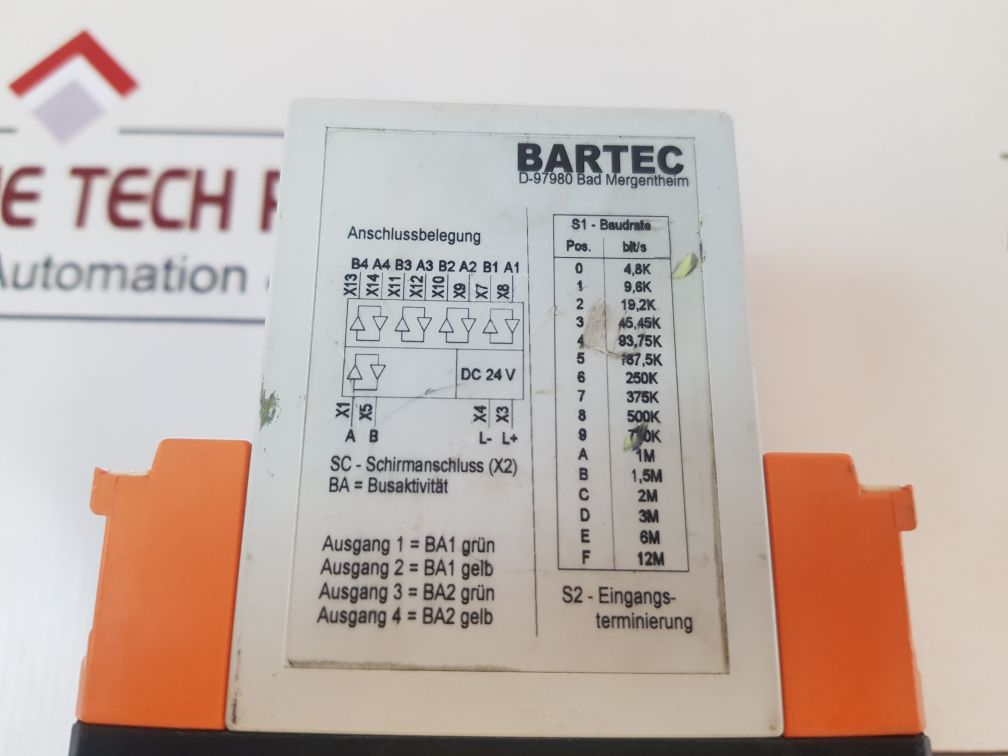 BARTEC
D-97980 Bad Mergentheim
Anschlussbelegung
B4 A4 B3 A3 B2 A2 B1 A1
X13 X14 X11 X12 X10 X9 X7 X8
DC 24 V
X1 X5 X4 X3
A B L- L+
SC - Schirmanschluss (X2)
BA = Busaktivität
Ausgang 1 = BA1 grün
Ausgang 2 = BA1 gelb
Ausgang 3 = BA2 grün
Ausgang 4 = BA2 gelb
S1 - Baudrate
Pos. bit/s
0 4,8K
1 9,6K
2 19,2K
3 45,45K
4 93,75K
5 187,5K
6 250K
7 375K
8 500K
9
A 1M
B 1,5M
C 2M
D 3M
E 6M
F 12M
S2 - Eingangs-
terminierung
E TECH
Automation